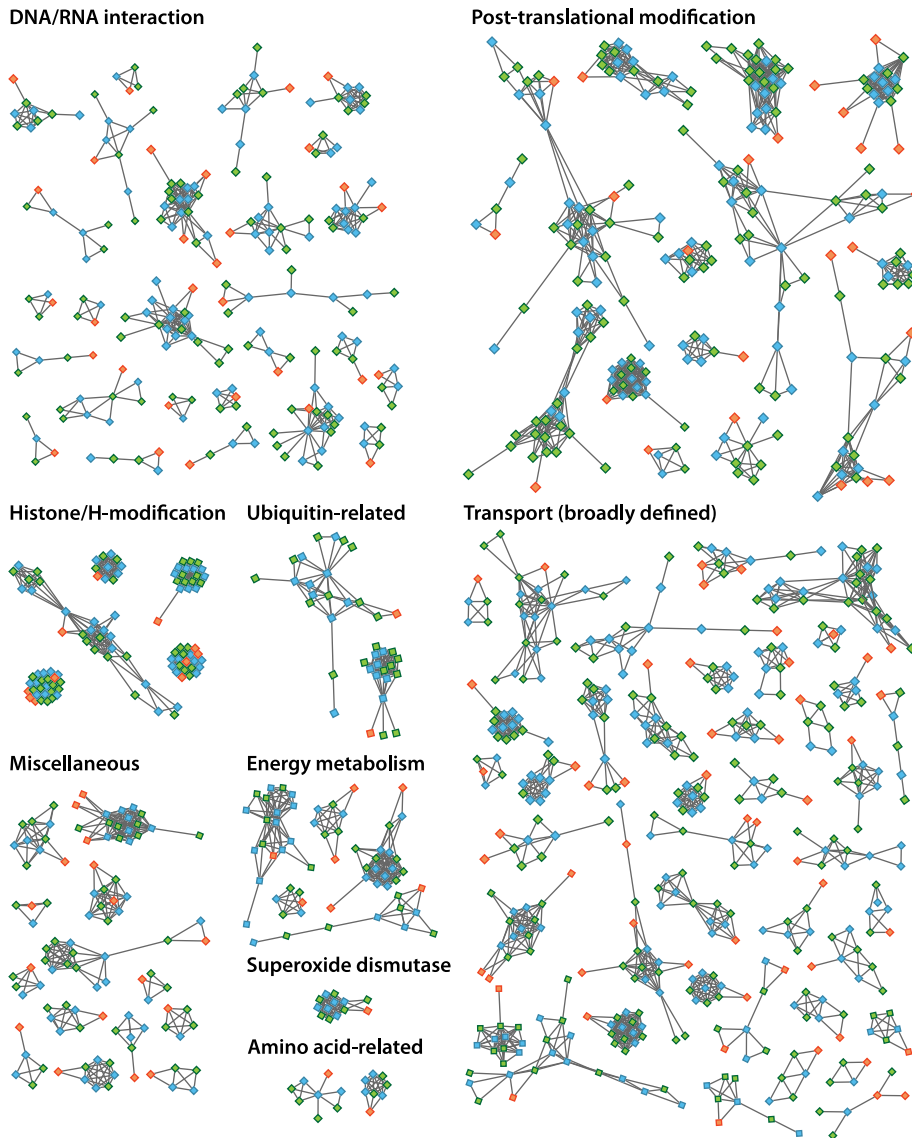 DNA/RNA interaction
Post-translational modification
Histone/H-modification
Ubiquitin-related
Transport (broadly defined)
Miscellaneous
Energy metabolism
Superoxide dismutase
Amino acid-related